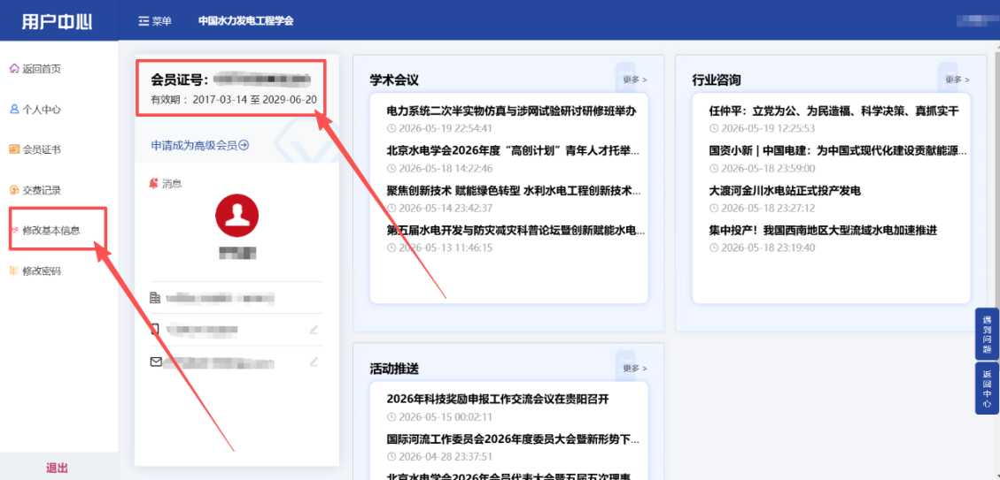 用户中心
菜单
中国水力发电工程学会
返回首页
个人中心
会员证书
交费记录
修改基本信息
修改密码
退出
会员证号：
有效期： 2017-03-14 至 2029-06-20
申请成为高级会员
消息
学术会议
更多 >
电力系统二次半实物仿真与涉网试验研讨研修班举办
2026-05-19 22:54:41
北京水电学会2026年度“高创计划”青年人才托举...
2026-05-18 14:22:46
聚焦创新技术 赋能绿色转型 水利水电工程创新技术...
2026-05-14 23:42:37
第五届水电开发与防灾减灾科普论坛暨创新赋能水电...
2026-05-13 11:46:15
行业咨询
更多 >
任仲平：立党为公、为民造福、科学决策、真抓实干
2026-05-19 12:25:53
国资小新 | 中国电建：为中国式现代化建设贡献能源...
2026-05-18 23:59:00
大渡河金川水电站正式投产发电
2026-05-18 23:27:12
集中投产！我国西南地区大型流域水电加速推进
2026-05-18 23:19:40
活动推送
更多 >
2026年科技奖励申报工作交流会议在贵阳召开
2026-05-15 00:02:11
国际河流工作委员会2026年度委员大会暨新形势下...
2026-04-28 23:37:51
北京水电学会2026年会员代表大会暨五届五次理事
遇到问题
返回中心